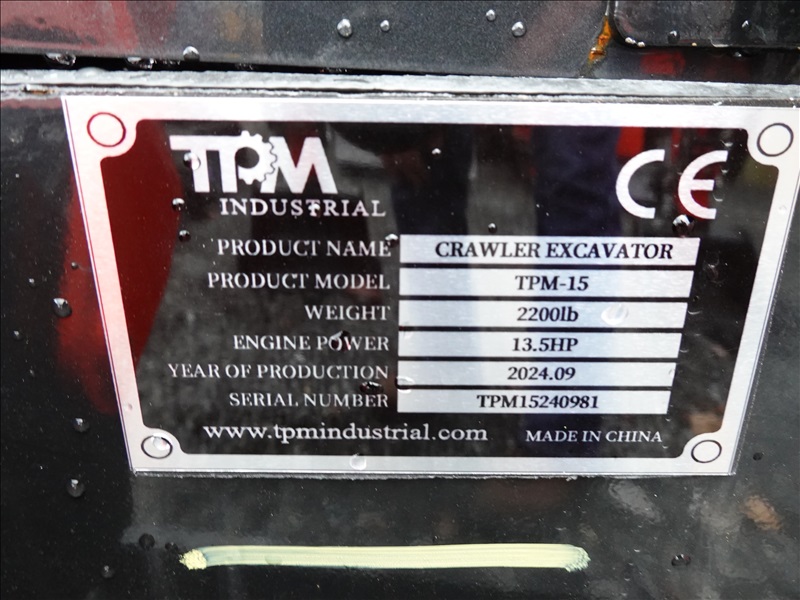 TPM
INDUSTRIAL
CE
PRODUCT NAME CRAWLER EXCAVATOR
PRODUCT MODEL TPM-15
WEIGHT 2200lb
ENGINE POWER 13.5HP
YEAR OF PRODUCTION 2024.09
SERIAL NUMBER TPM15240981
www.tpmindustrial.com MADE IN CHINA